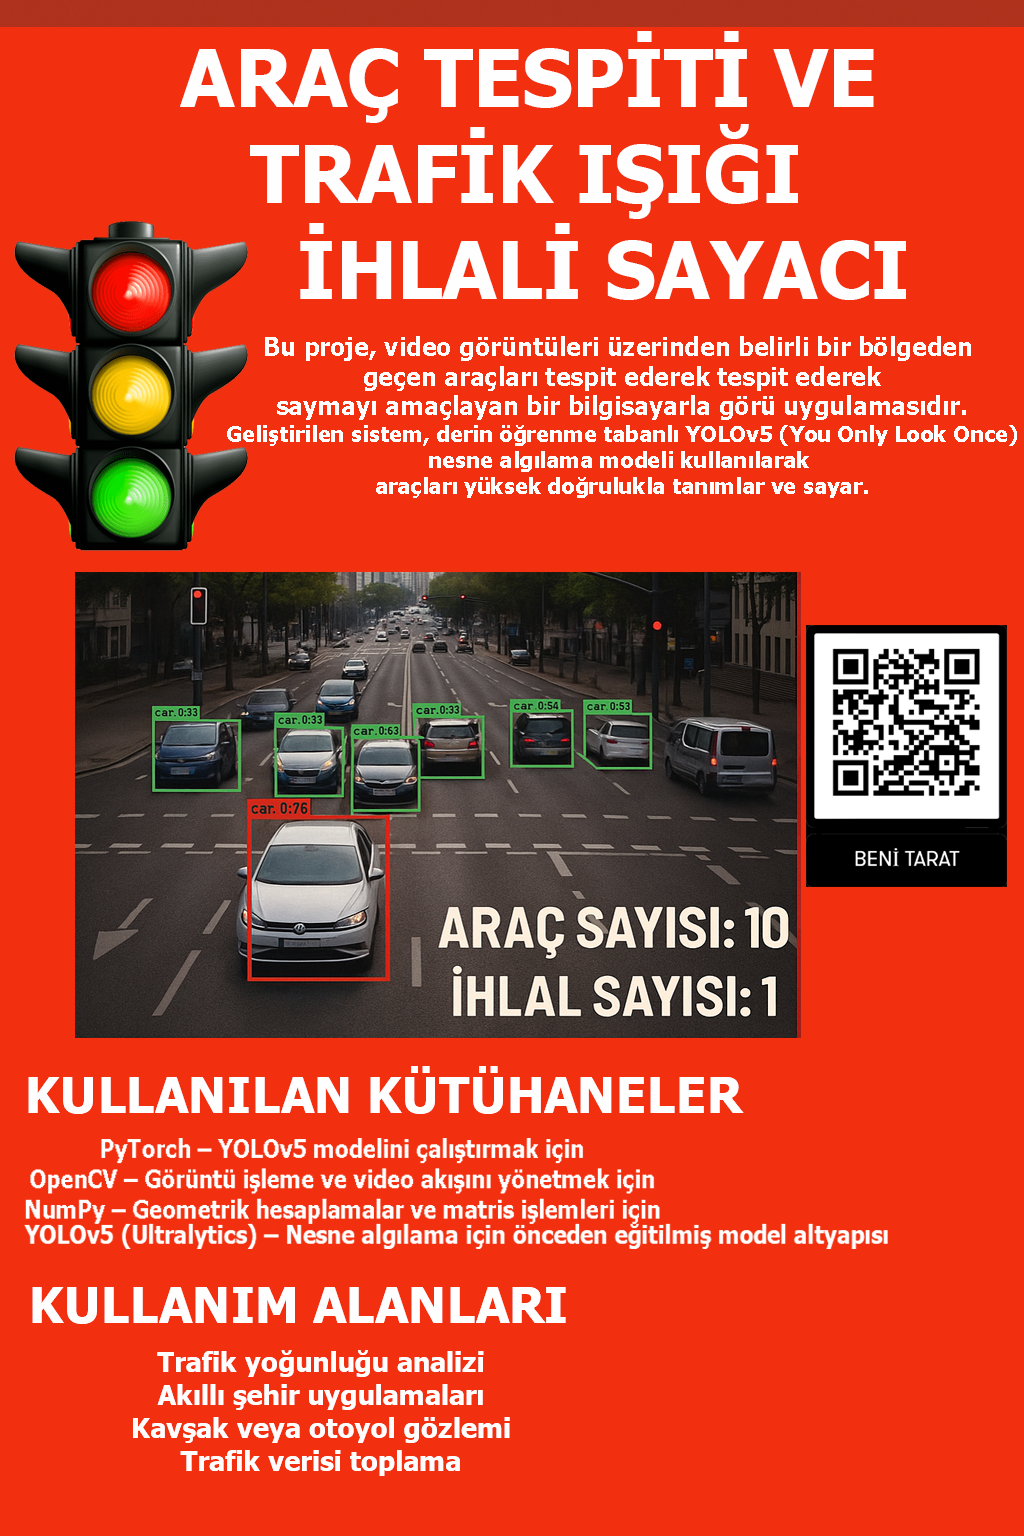 ARAÇ TESPİTİ VE
TRAFİK IŞIĞI
İHLALİ SAYACI
Bu proje, video görüntüleri üzerinden belirli bir bölgeden
geçen araçları tespit ederek tespit ederek
saymayı amaçlayan bir bilgisayarla görü uygulamasıdır.
Geliştirilen sistem, derin öğrenme tabanlı YOLOv5 (You Only Look Once)
nesne algılama modeli kullanılarak
araçları yüksek doğrulukla tanımlar ve sayar.
car. 0:33
car. 0:33
car. 0:63
car. 0:33
car. 0:54
car. 0:53
car. 0:76
ARAÇ SAYISI: 10
İHLAL SAYISI: 1
BENİ TARAT
KULLANILAN KÜTÜHANELER
PyTorch – YOLOv5 modelini çalıştırmak için
OpenCV – Görüntü işleme ve video akışını yönetmek için
NumPy – Geometrik hesaplamalar ve matris işlemleri için
YOLOv5 (Ultralytics) – Nesne algılama için önceden eğitilmiş model altyapısı
KULLANIM ALANLARI
Trafik yoğunluğu analizi
Akıllı şehir uygulamaları
Kavşak veya otoyol gözlemi
Trafik verisi toplama